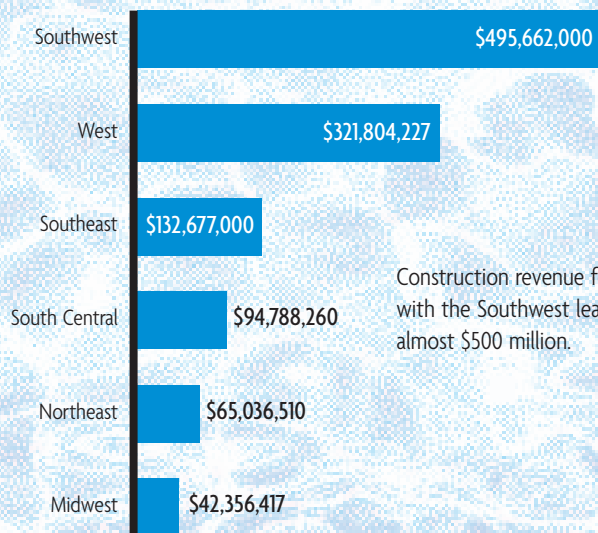 Southwest $495,662,000
West $321,804,227
Southeast $132,677,000
South Central $94,788,260
Northeast $65,036,510
Midwest $42,356,417
Construction revenue
with the Southwest
almost $500 million.